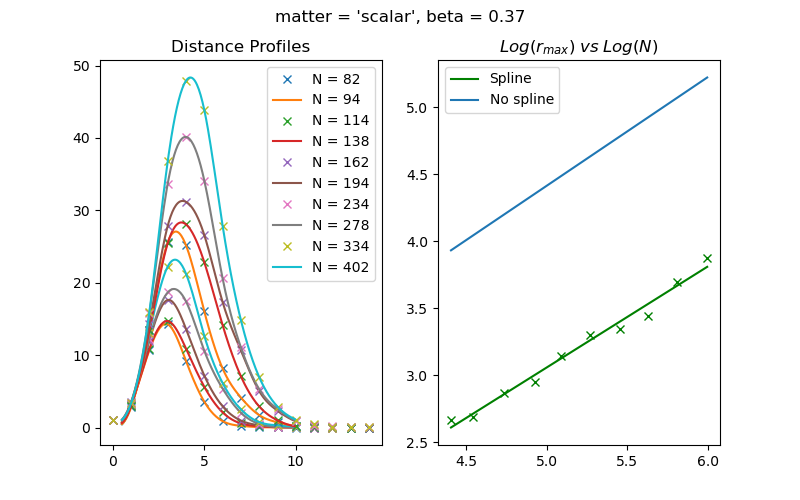 matter = 'scalar', beta = 0.37
Distance Profiles
50
40
30
20
10
0
0
5
10
N = 82
N = 94
N = 114
N = 138
N = 162
N = 194
N = 234
N = 278
N = 334
N = 402
Log(r_max) vs Log(N)
Spline
No spline
5.0
4.5
4.0
3.5
3.0
2.5
4.5
5.0
5.5
6.0